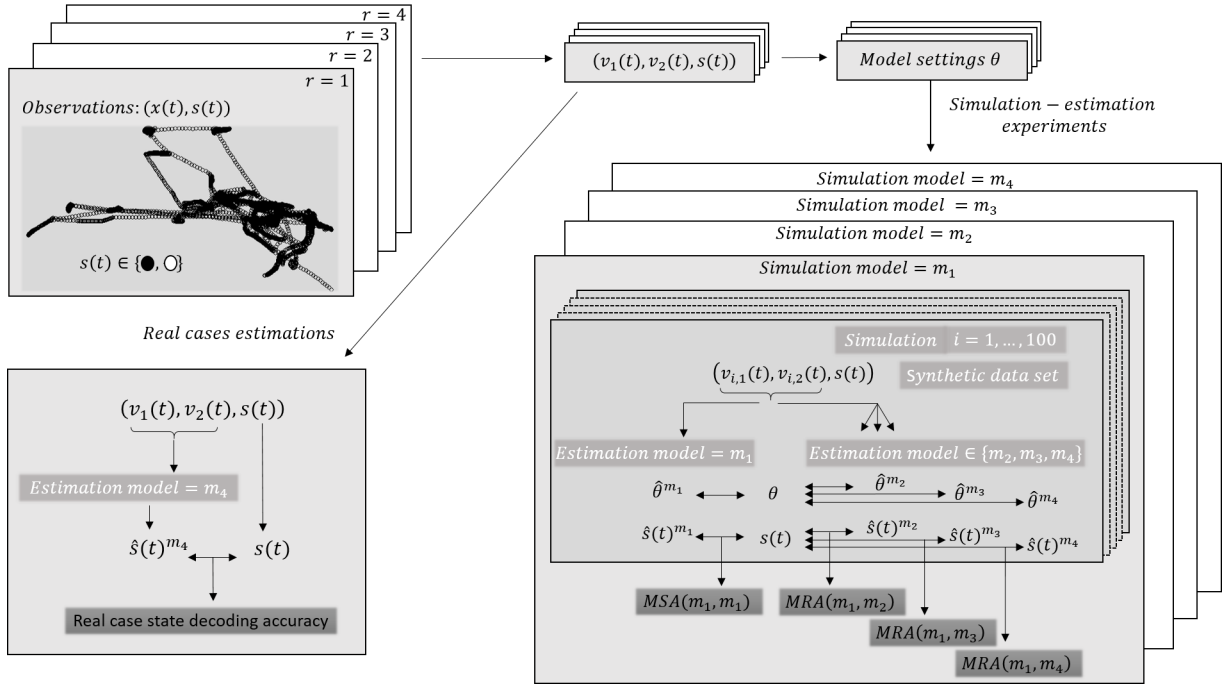 r = 4
r = 3
r = 2
r = 1
Observations: (x(t), s(t))
s(t) ∈ {●, ○}
(v₁(t), v₂(t), s(t))
Model settings θ
Simulation − estimation
experiments
Real cases estimations
(v₁(t), v₂(t), s(t))
Estimation model = m₄
ŝ(t)^{m₄}
s(t)
Real case state decoding accuracy
Simulation model = m₄
Simulation model = m₃
Simulation model = m₂
Simulation model = m₁
Simulation i = 1, … , 100
Synthetic data set
(v_{i,1}(t), v_{i,2}(t), s(t))
Estimation model = m₁
Estimation model ∈ {m₂, m₃, m₄}
θ̂^{m₁} θ θ̂^{m₂} θ̂^{m₃} θ̂^{m₄}
ŝ(t)^{m₁} s(t) ŝ(t)^{m₂} ŝ(t)^{m₃} ŝ(t)^{m₄}
MSA(m₁, m₁)
MRA(m₁, m₂)
MRA(m₁, m₃)
MRA(m₁, m₄)